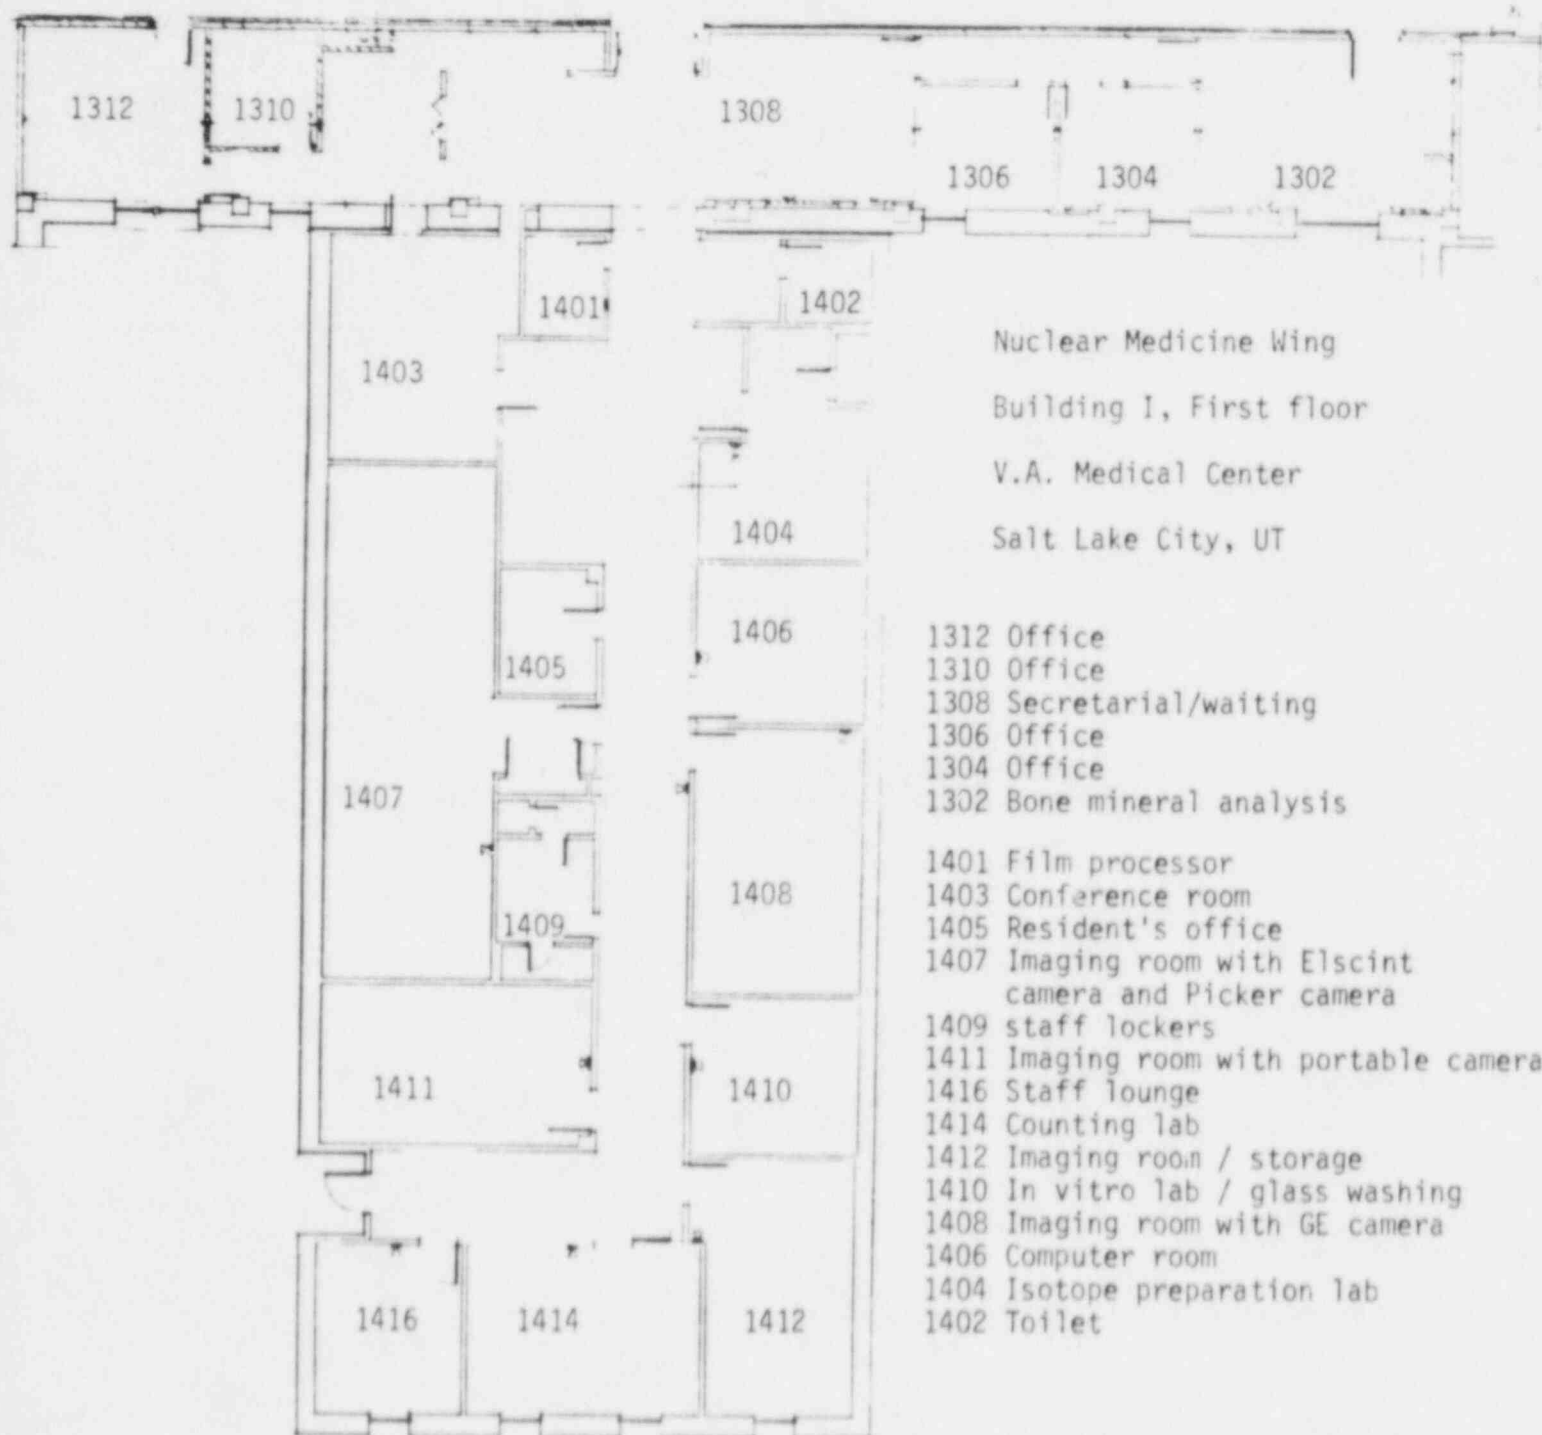 1312
1310
1308
1306
1304
1302
1401
1402
1403
1404
1406
1405
1407
1408
1409
1411
1410
1416
1414
1412
Nuclear Medicine Wing
Building I, First floor
V.A. Medical Center
Salt Lake City, UT
1312 Office
1310 Office
1308 Secretarial/waiting
1306 Office
1304 Office
1302 Bone mineral analysis
1401 Film processor
1403 Conference room
1405 Resident's office
1407 Imaging room with Elscint
camera and Picker camera
1409 staff lockers
1411 Imaging room with portable camera
1416 Staff lounge
1414 Counting lab
1412 Imaging room / storage
1410 In vitro lab / glass washing
1408 Imaging room with GE camera
1406 Computer room
1404 Isotope preparation lab
1402 Toilet